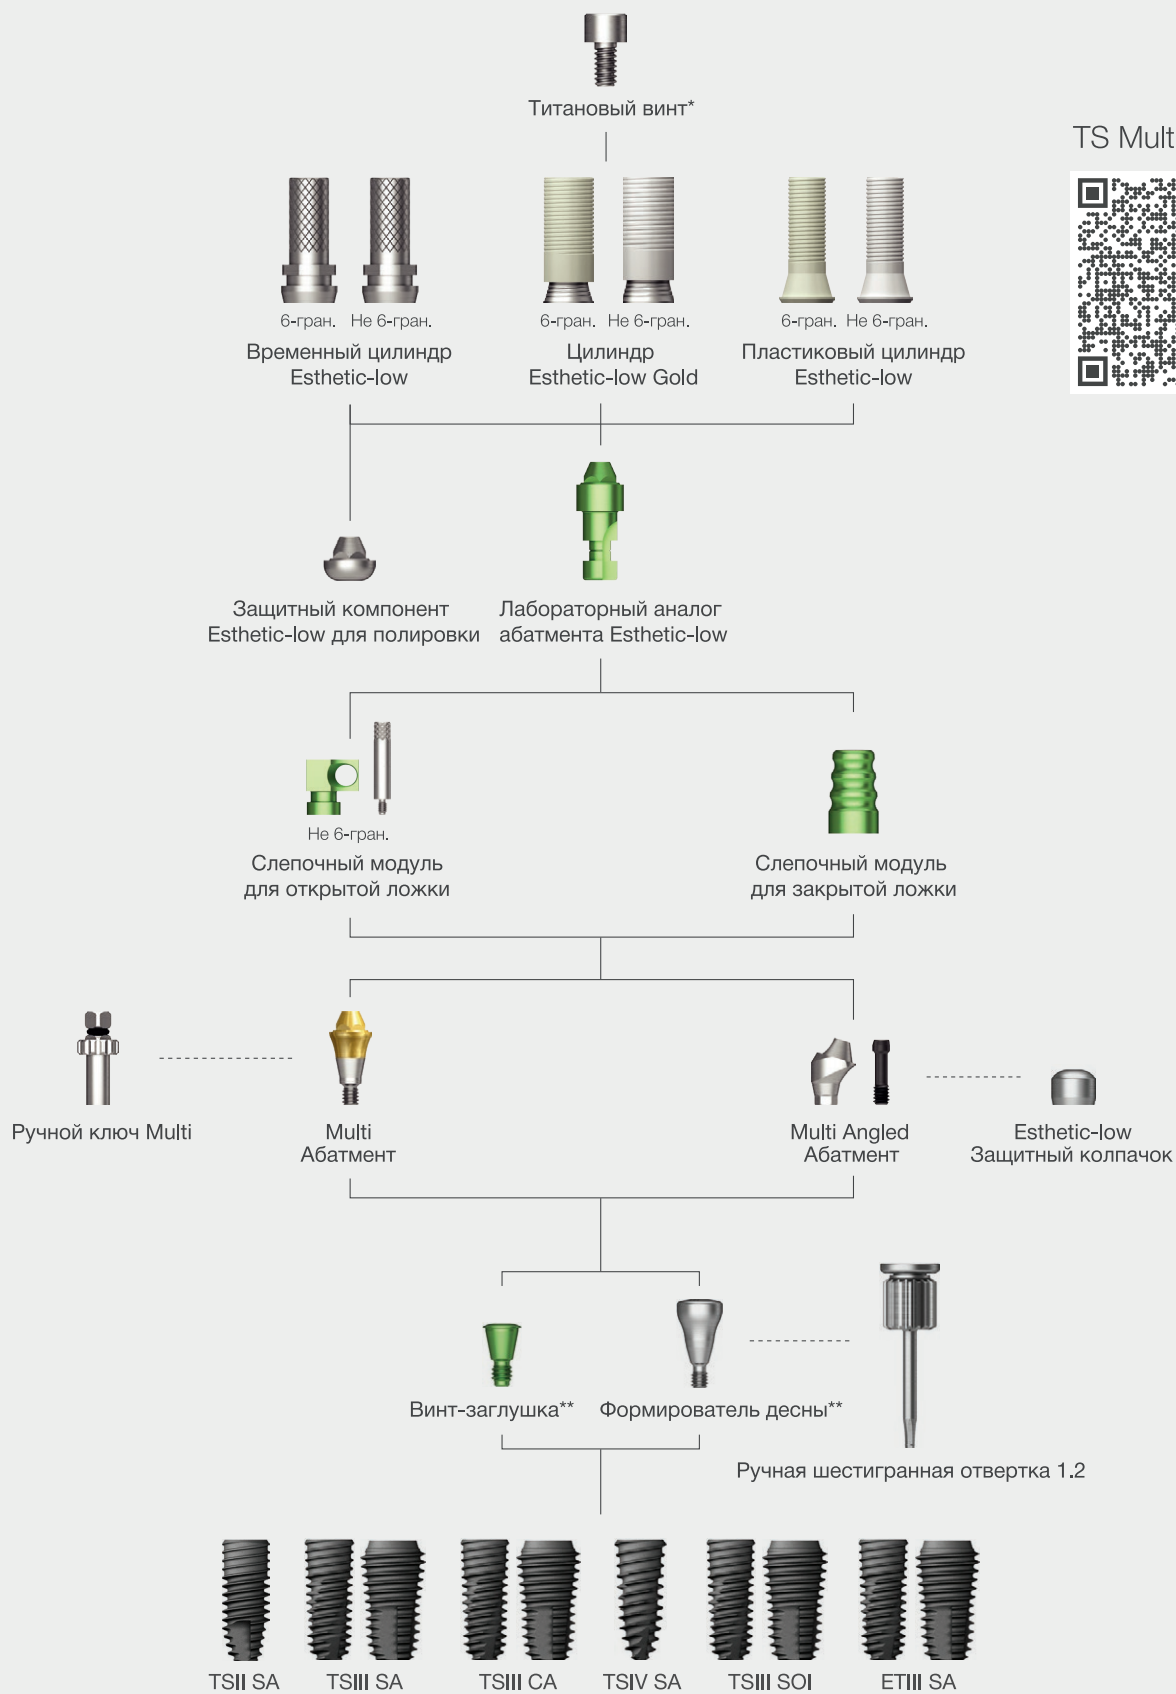 Титановый винт*
TS Mult
6-гран. Не 6-гран.
6-гран. Не 6-гран.
6-гран. Не 6-гран.
Временный цилиндр
Esthetic-low
Цилиндр
Esthetic-low Gold
Пластиковый цилиндр
Esthetic-low
Защитный компонент
Esthetic-low для полировки
Лабораторный аналог
абатмента Esthetic-low
Не 6-гран.
Слепочный модуль
для открытой ложки
Слепочный модуль
для закрытой ложки
Ручной ключ Multi
Multi
Абатмент
Multi Angled
Абатмент
Esthetic-low
Защитный колпачок
Винт-заглушка**
Формирователь десны**
Ручная шестигранная отвертка 1.2
TSII SA
TSIII SA
TSIII CA
TSIV SA
TSIII SOI
ETIII SA